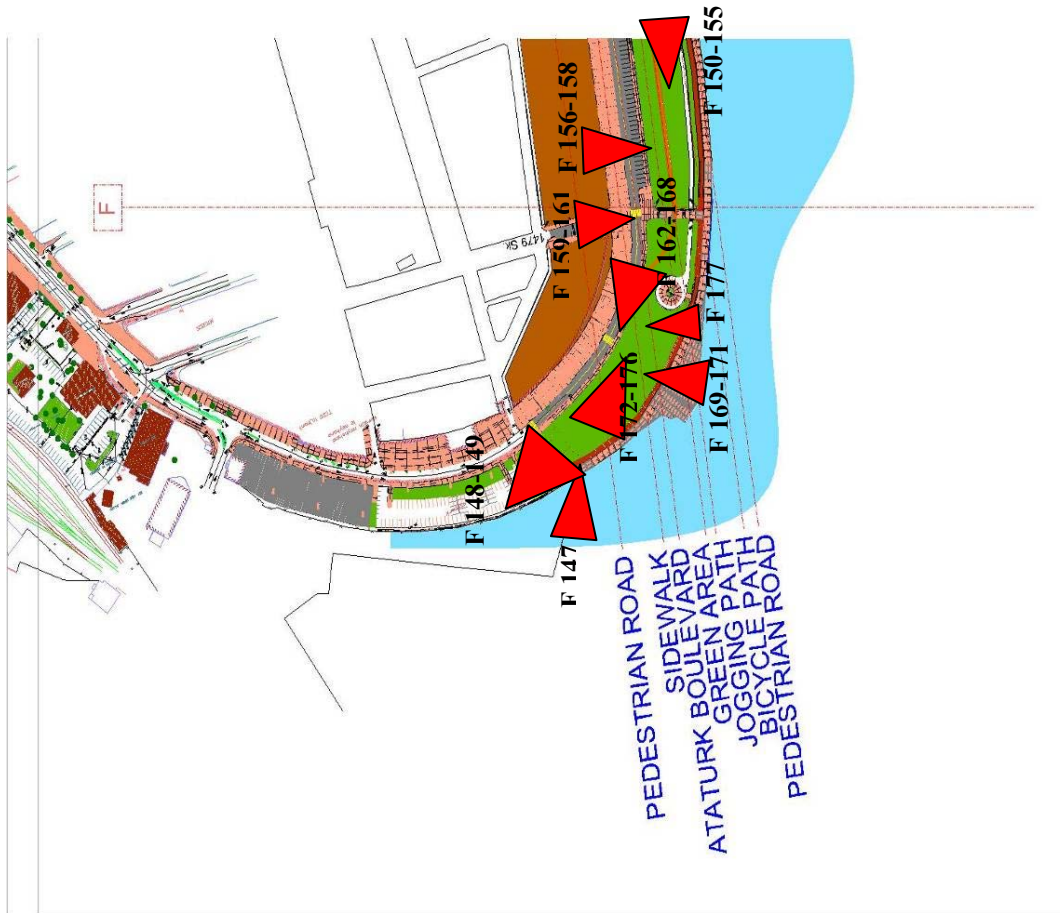 F 150-155
F 156-158
F
F 159-161
1479 Sk
F 162-168
F 177
F 169-171
F 172-176
F 148-149
F 147
PEDESTRIAN ROAD
SIDEWALK
ATATURK BOULEVARD
GREEN AREA
JOGGING PATH
BICYCLE PATH
PEDESTRIAN ROAD